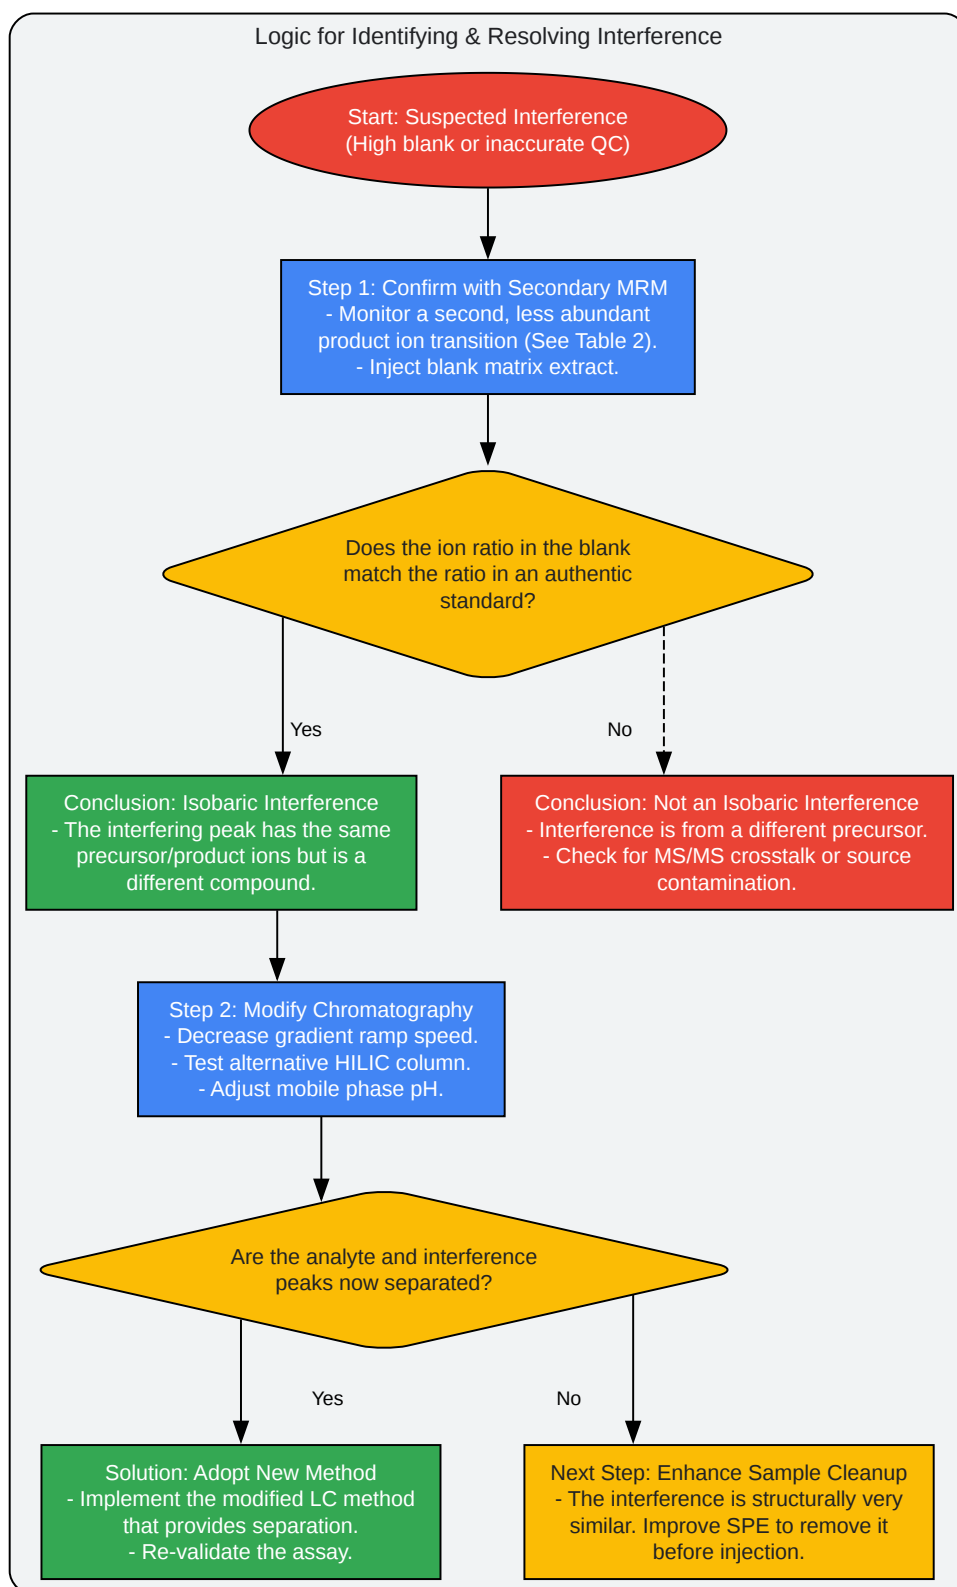 Logic for Identifying & Resolving Interference
Start: Suspected Interference
(High blank or inaccurate QC)
Step 1: Confirm with Secondary MRM
- Monitor a second, less abundant
product ion transition (See Table 2).
- Inject blank matrix extract.
Does the ion ratio in the blank
match the ratio in an authentic
standard?
Yes
No
Conclusion: Isobaric Interference
- The interfering peak has the same
precursor/product ions but is a
different compound.
Conclusion: Not an Isobaric Interference
- Interference is from a different precursor.
- Check for MS/MS crosstalk or source
contamination.
Step 2: Modify Chromatography
- Decrease gradient ramp speed.
- Test alternative HILIC column.
- Adjust mobile phase pH.
Are the analyte and interference
peaks now separated?
Yes
No
Solution: Adopt New Method
- Implement the modified LC method
that provides separation.
- Re-validate the assay.
Next Step: Enhance Sample Cleanup
- The interference is structurally very
similar. Improve SPE to remove it
before injection.